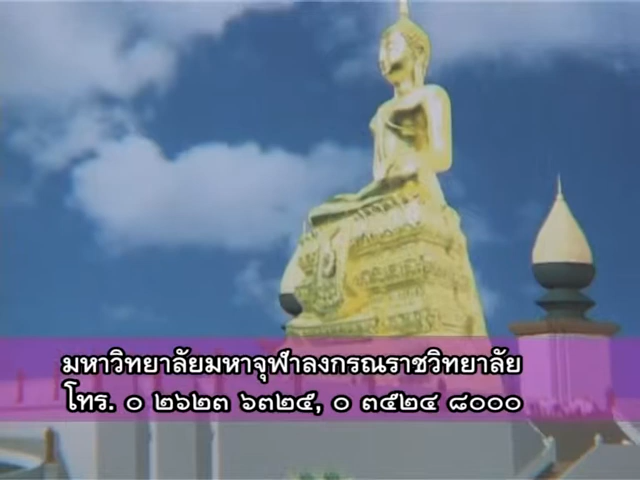 มหาวิทยาลัยมหาจุฬาลงกรณราชวิทยาลัย
โทร. ๐ ๒๖๒๓ ๖๓๒๕, ๐ ๓๕๒๔ ๘๐๐๐